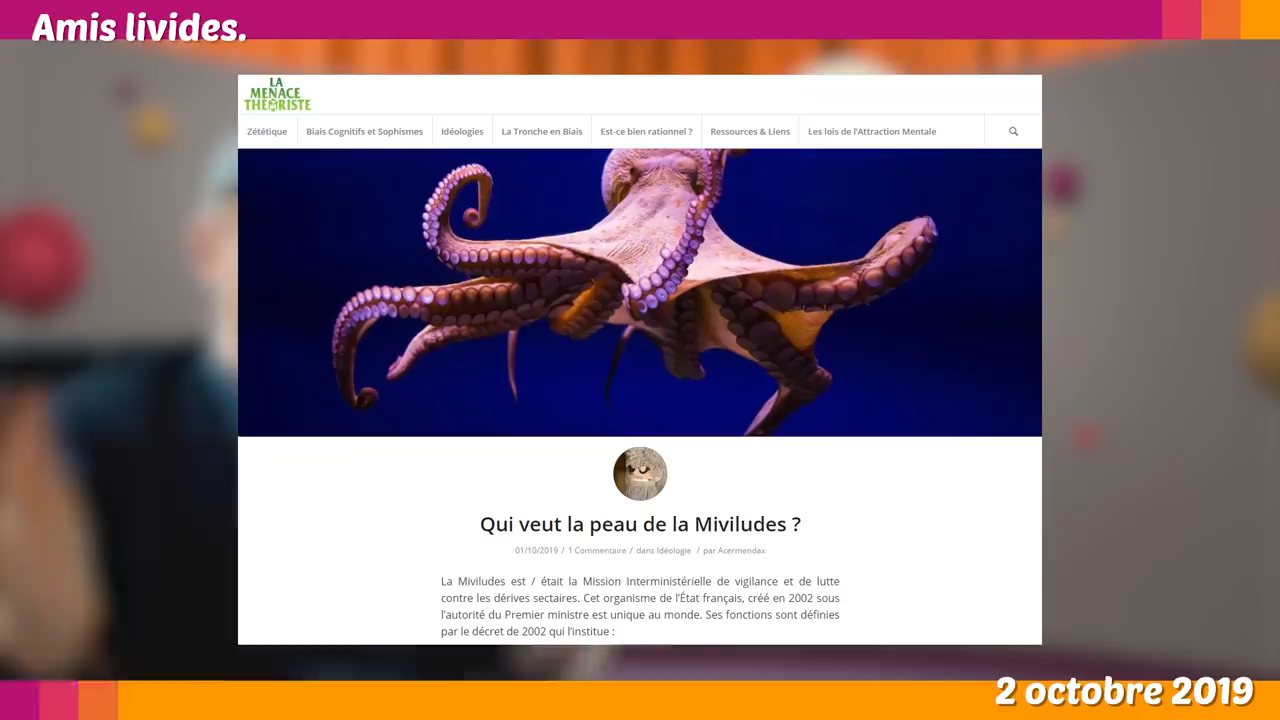 Amis livides.
LA
MENACE
THÉORISTE
Zététique
Biais Cognitifs et Sophismes
Idéologies
La Tronche en Biais
Est-ce bien rationnel ?
Ressources & Liens
Les lois de l'Attraction Mentale
Qui veut la peau de la Miviludes ?
01/10/2019 / 1 Commentaire / dans Idéologie / par Acermendax
La Miviludes est / était la Mission Interministérielle de vigilance et de lutte
contre les dérives sectaires. Cet organisme de l'État français, créé en 2002 sous
l'autorité du Premier ministre est unique au monde. Ses fonctions sont définies
par le décret de 2002 qui l'institue :
2 octobre 2019